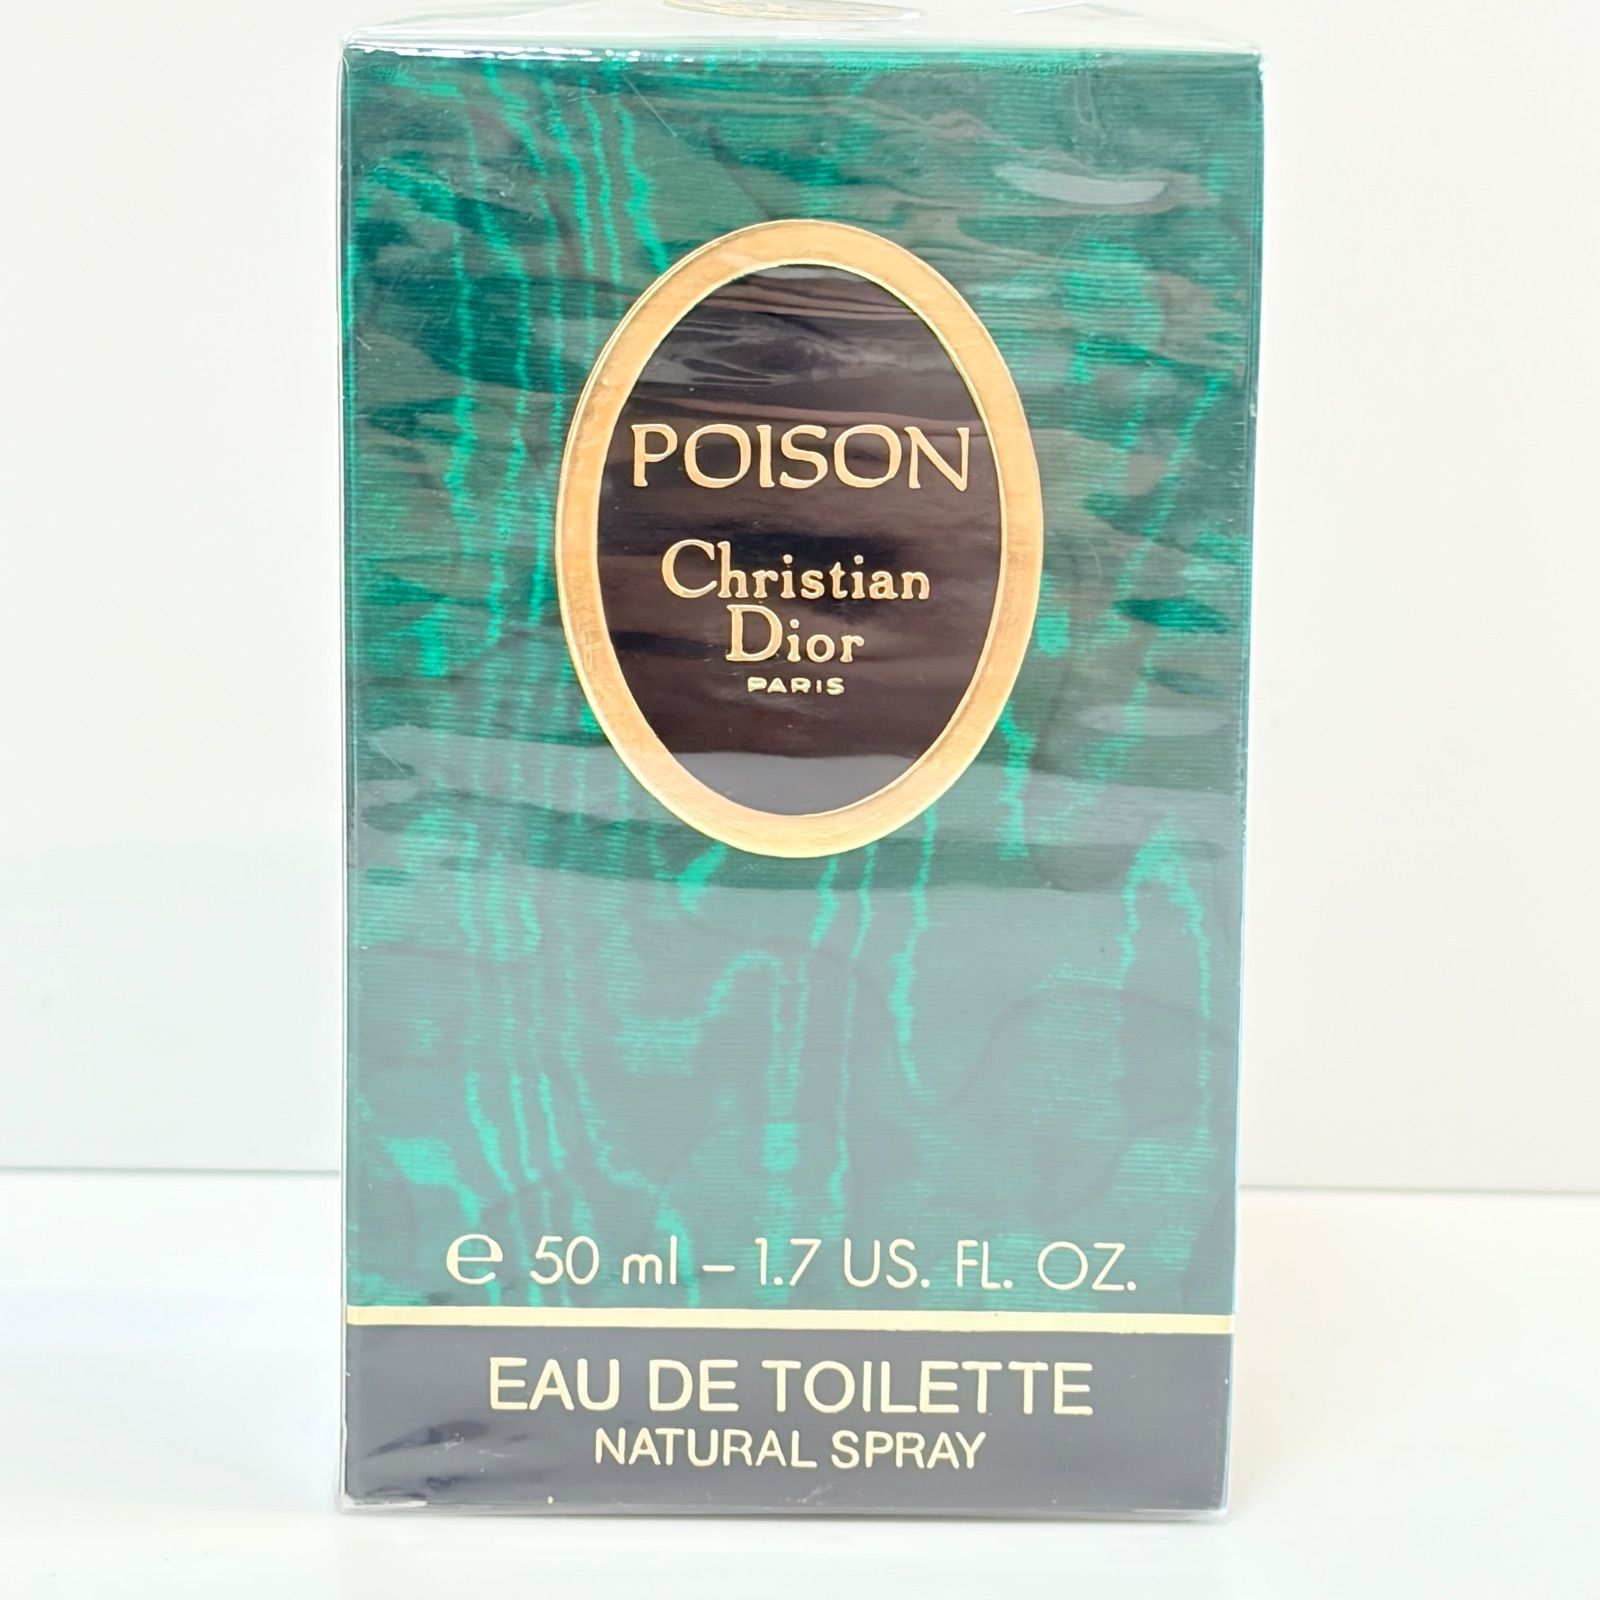 POISON
Christian
Dior
PARIS
e 50 ml – 1.7 US. FL. OZ.
EAU DE TOILETTE
NATURAL SPRAY